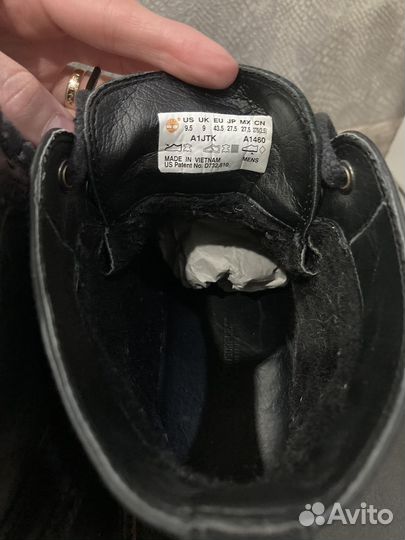 US UK EU JP MX CN
9.5 9 43.5 27.5 27.5 275(2.5)
A1JTK A1460
MADE IN VIETNAM
US Patent No. D732,810 MENS
Avito